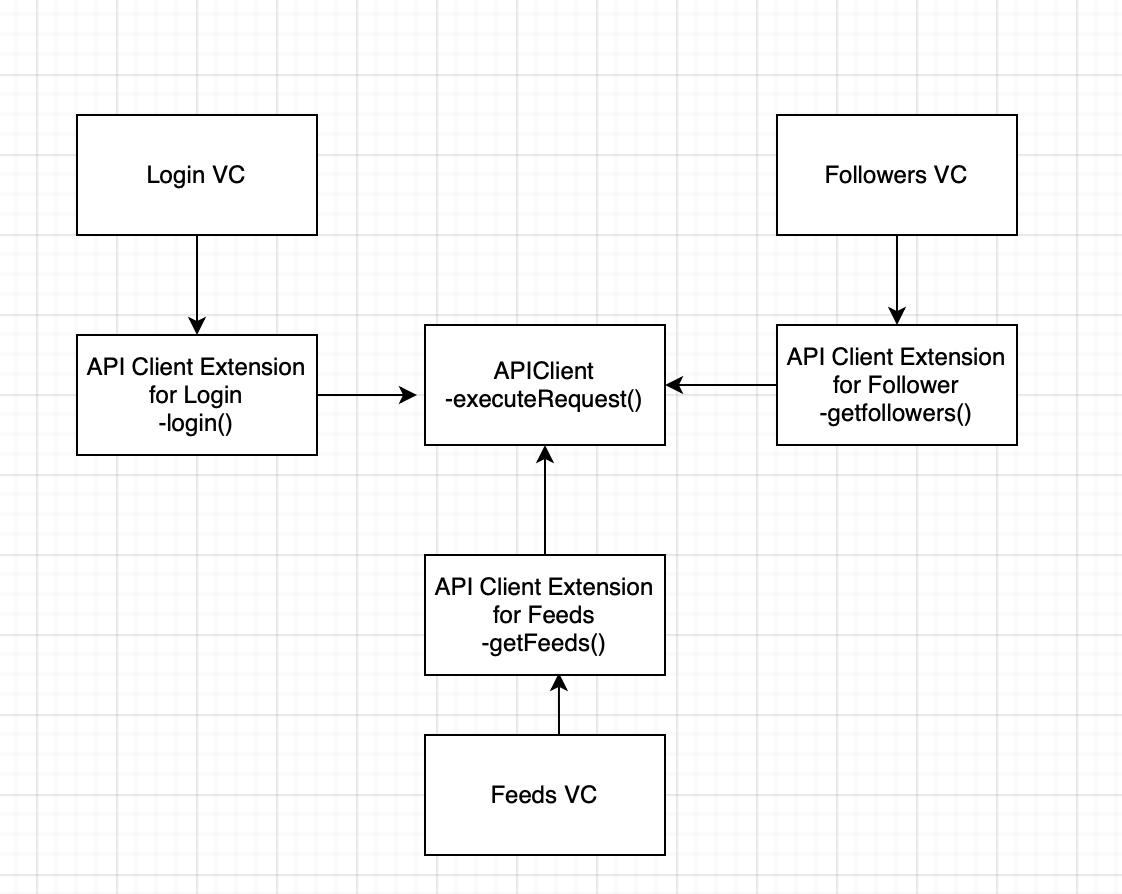 Login VC
Followers VC
API Client Extension
for Login
-login()
APIClient
-executeRequest()
API Client Extension
for Follower
-getfollowers()
API Client Extension
for Feeds
-getFeeds()
Feeds VC